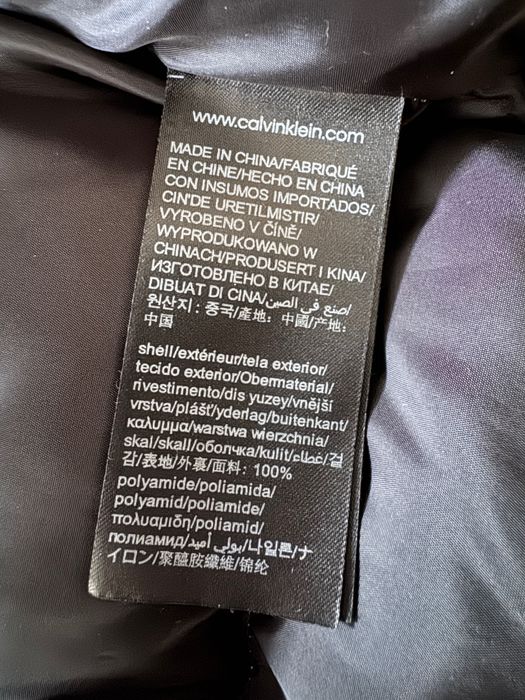 www.calvinklein.com
MADE IN CHINA/FABRIQUÉ
EN CHINE/HECHO EN CHINA
CON INSUMOS IMPORTADOS/
CIN'DE URETILMISTIR/
VYROBENO V ČÍNĚ/
WYPRODUKOWANO W
CHINACH/PRODUSERT I KINA/
ИЗГОТОВЛЕНО В КИТАЕ/
DIBUAT DI CINA/صنع في الصين/
원산지: 중국/產地: 中國/产地:
中国
shell/extérieur/tela exterior/
tecido exterior/Obermaterial/
rivestimento/dis yuzey/vnější
vrstva/plášť/yderlag/buitenkant/
καλυμμα/warstwa wierzchnia/
skal/skall/оболчка/kulit/غطاء/겉
감/表地/外裏/面料: 100%
polyamide/poliamida/
polyamid/poliamide/
πολυαμιδη/poliamid/
полиамид/بولي أميد/나일론/ナ
イロン/聚醯胺纖維/锦纶